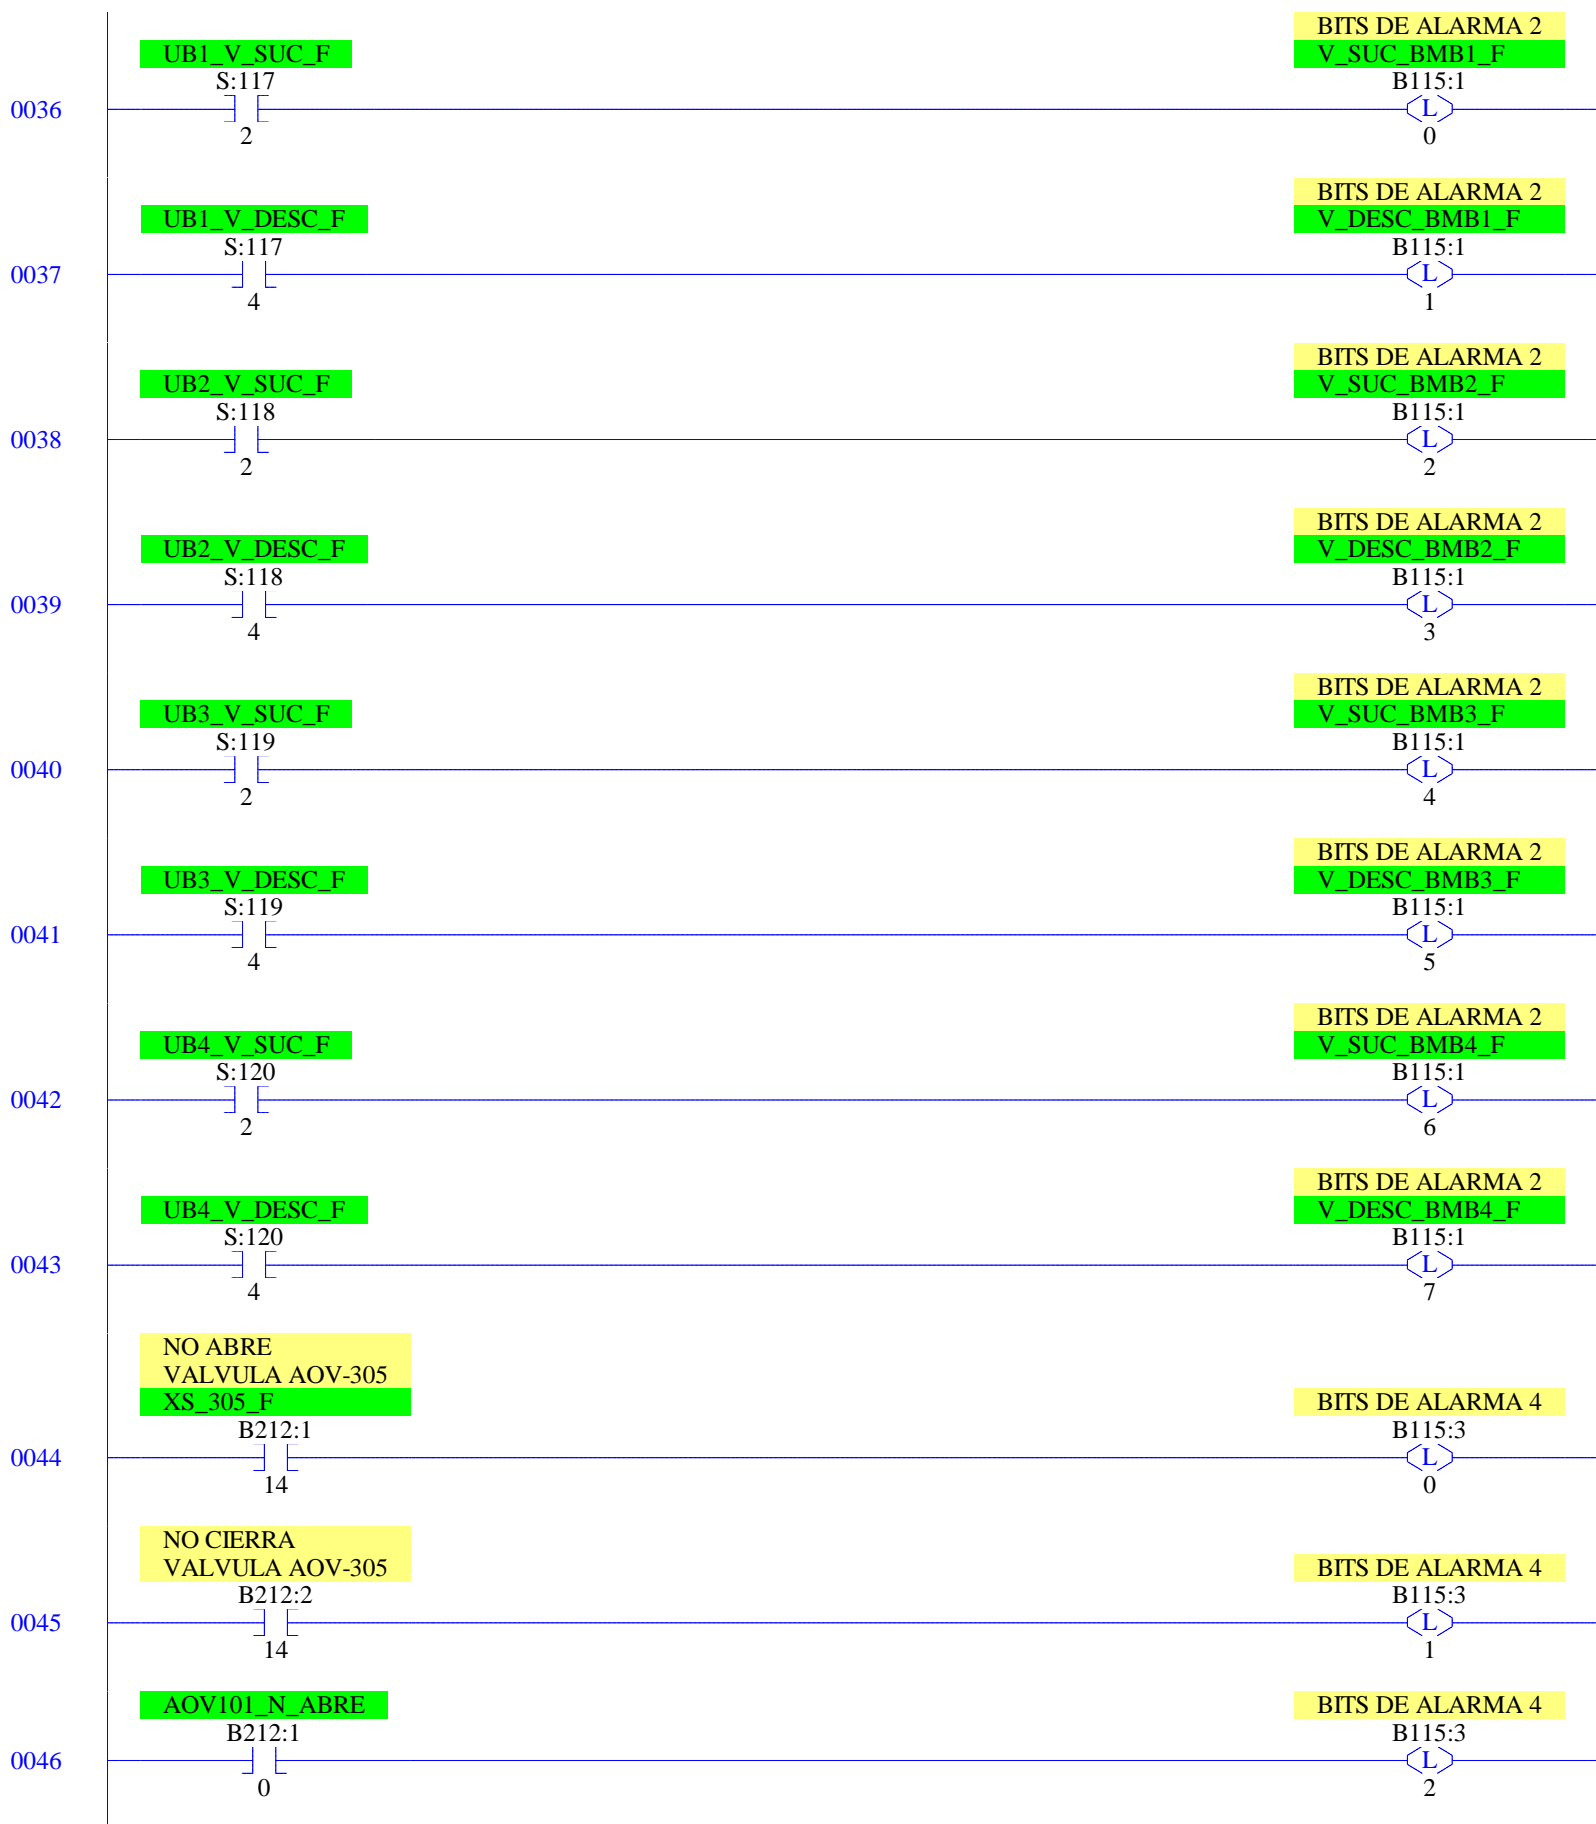 BITS DE ALARMA 2
UB1_V_SUC_F
V_SUC_BMB1_F
S:117
B115:1
0036
L
2
0
BITS DE ALARMA 2
UB1_V_DESC_F
V_DESC_BMB1_F
S:117
B115:1
0037
L
4
1
BITS DE ALARMA 2
UB2_V_SUC_F
V_SUC_BMB2_F
S:118
B115:1
0038
L
2
2
BITS DE ALARMA 2
UB2_V_DESC_F
V_DESC_BMB2_F
S:118
B115:1
0039
L
4
3
BITS DE ALARMA 2
UB3_V_SUC_F
V_SUC_BMB3_F
S:119
B115:1
0040
L
2
4
BITS DE ALARMA 2
UB3_V_DESC_F
V_DESC_BMB3_F
S:119
B115:1
0041
L
4
5
BITS DE ALARMA 2
UB4_V_SUC_F
V_SUC_BMB4_F
S:120
B115:1
0042
L
2
6
BITS DE ALARMA 2
UB4_V_DESC_F
V_DESC_BMB4_F
S:120
B115:1
0043
L
4
7
NO ABRE
VALVULA AOV-305
XS_305_F
BITS DE ALARMA 4
B212:1
B115:3
0044
L
14
0
NO CIERRA
VALVULA AOV-305
BITS DE ALARMA 4
B212:2
B115:3
0045
L
14
1
AOV101_N_ABRE
BITS DE ALARMA 4
B212:1
B115:3
0046
L
0
2